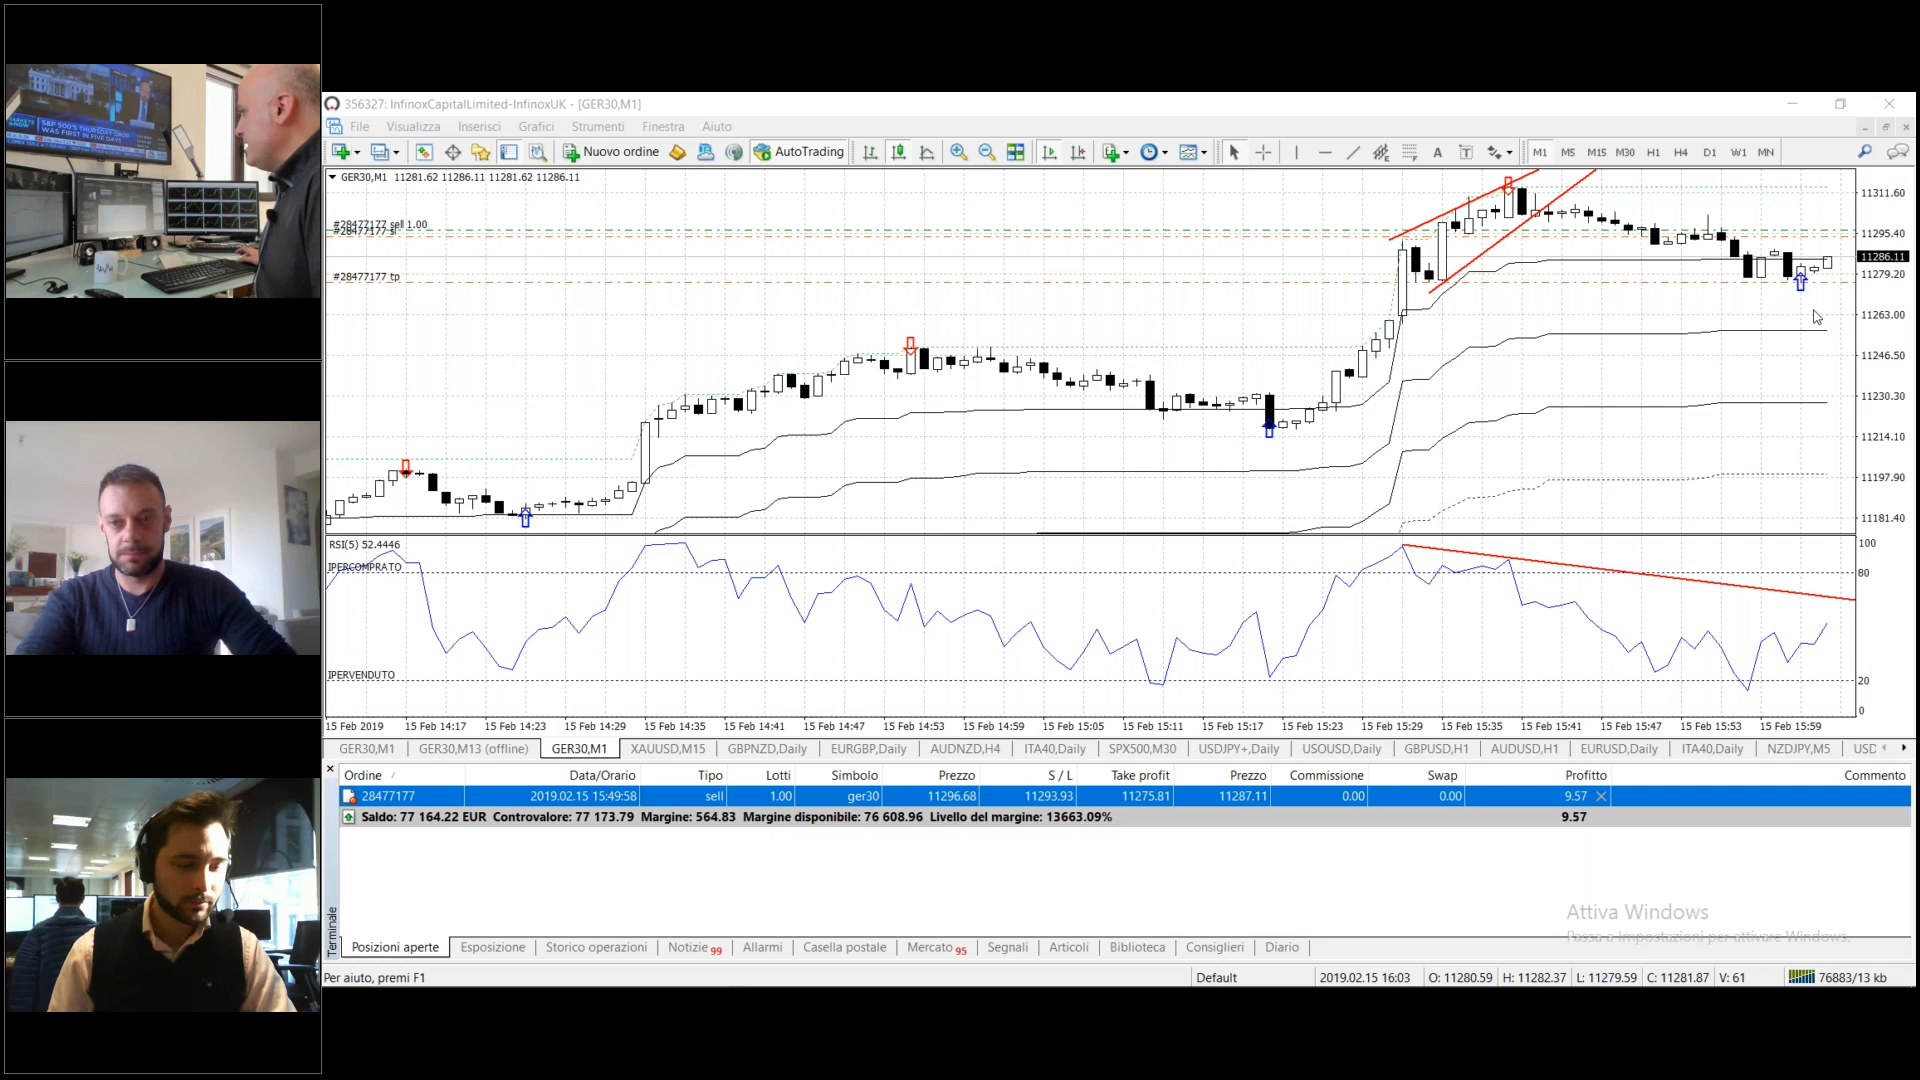 S&P 500'S THURSDAY DROP
WAS FIRST IN FIVE DAYS
356327: InfinoxCapitalLimited-InfinoxUK - [GER30,M1]
File Visualizza Inserisci Grafici Strumenti Finestra Aiuto
Nuovo ordine AutoTrading A T M1 M5 M15 M30 H1 H4 D1 W1 MN
GER30,M1 11281.62 11286.11 11281.62 11286.11
#28477177 sell 1.00
#28477177 sl
#28477177 tp
11311.60
11295.40
11286.11
11279.20
11263.00
11246.50
11230.30
11214.10
11197.90
11181.40
RSI(5) 52.4446
IPERCOMPRATO
IPERVENDUTO
100
80
20
0
15 Feb 2019 15 Feb 14:17 15 Feb 14:23 15 Feb 14:29 15 Feb 14:35 15 Feb 14:41 15 Feb 14:47 15 Feb 14:53 15 Feb 14:59 15 Feb 15:05 15 Feb 15:11 15 Feb 15:17 15 Feb 15:23 15 Feb 15:29 15 Feb 15:35 15 Feb 15:41 15 Feb 15:47 15 Feb 15:53 15 Feb 15:59
GER30,M1 GER30,M13 (offline) GER30,M1 XAUUSD,M15 GBPNZD,Daily EURGBP,Daily AUDNZD,H4 ITA40,Daily SPX500,M30 USDJPY+,Daily USOUSD,Daily GBPUSD,H1 AUDUSD,H1 EURUSD,Daily ITA40,Daily NZDJPY,M5 USD
Ordine / Data/Orario Tipo Lotti Simbolo Prezzo S / L Take profit Prezzo Commissione Swap Profitto Commento
28477177 2019.02.15 15:49:58 sell 1.00 ger30 11296.68 11293.93 11275.81 11287.11 0.00 0.00 9.57
Saldo: 77 164.22 EUR Controvalore: 77 173.79 Margine: 564.83 Margine disponibile: 76 608.96 Livello del margine: 13663.09% 9.57
Attiva Windows
Passa a Impostazioni per attivare Windows.
Terminale
Posizioni aperte Esposizione Storico operazioni Notizie 99 Allarmi Casella postale Mercato 95 Segnali Articoli Biblioteca Consiglieri Diario
Per aiuto, premi F1 Default 2019.02.15 16:03 O: 11280.59 H: 11282.37 L: 11279.59 C: 11281.87 V: 61 76883/13 kb